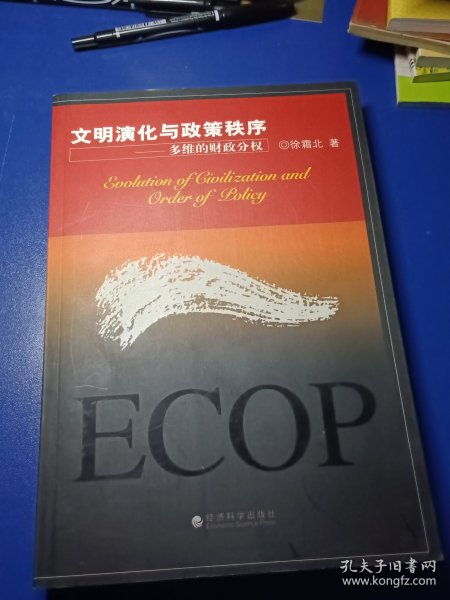 文明演化与政策秩序
——多维的财政分权
◎徐霜北 著
Evolution of Civilization and
Order of Policy
ECOP
经济科学出版社
Economic Science Press
孔夫子旧书网
www.kongfz.com